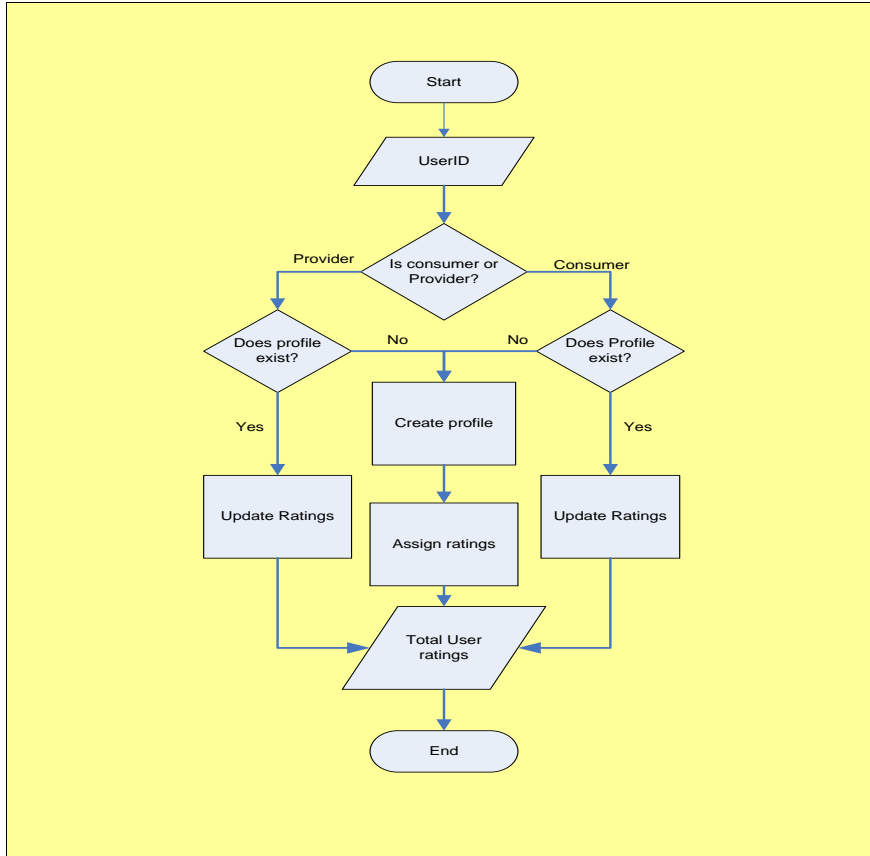 Start
UserID
Is consumer or
Provider?
Provider
Consumer
Does profile
exist?
No
No
Does Profile
exist?
Create profile
Yes
Yes
Update Ratings
Assign ratings
Update Ratings
Total User
ratings
End